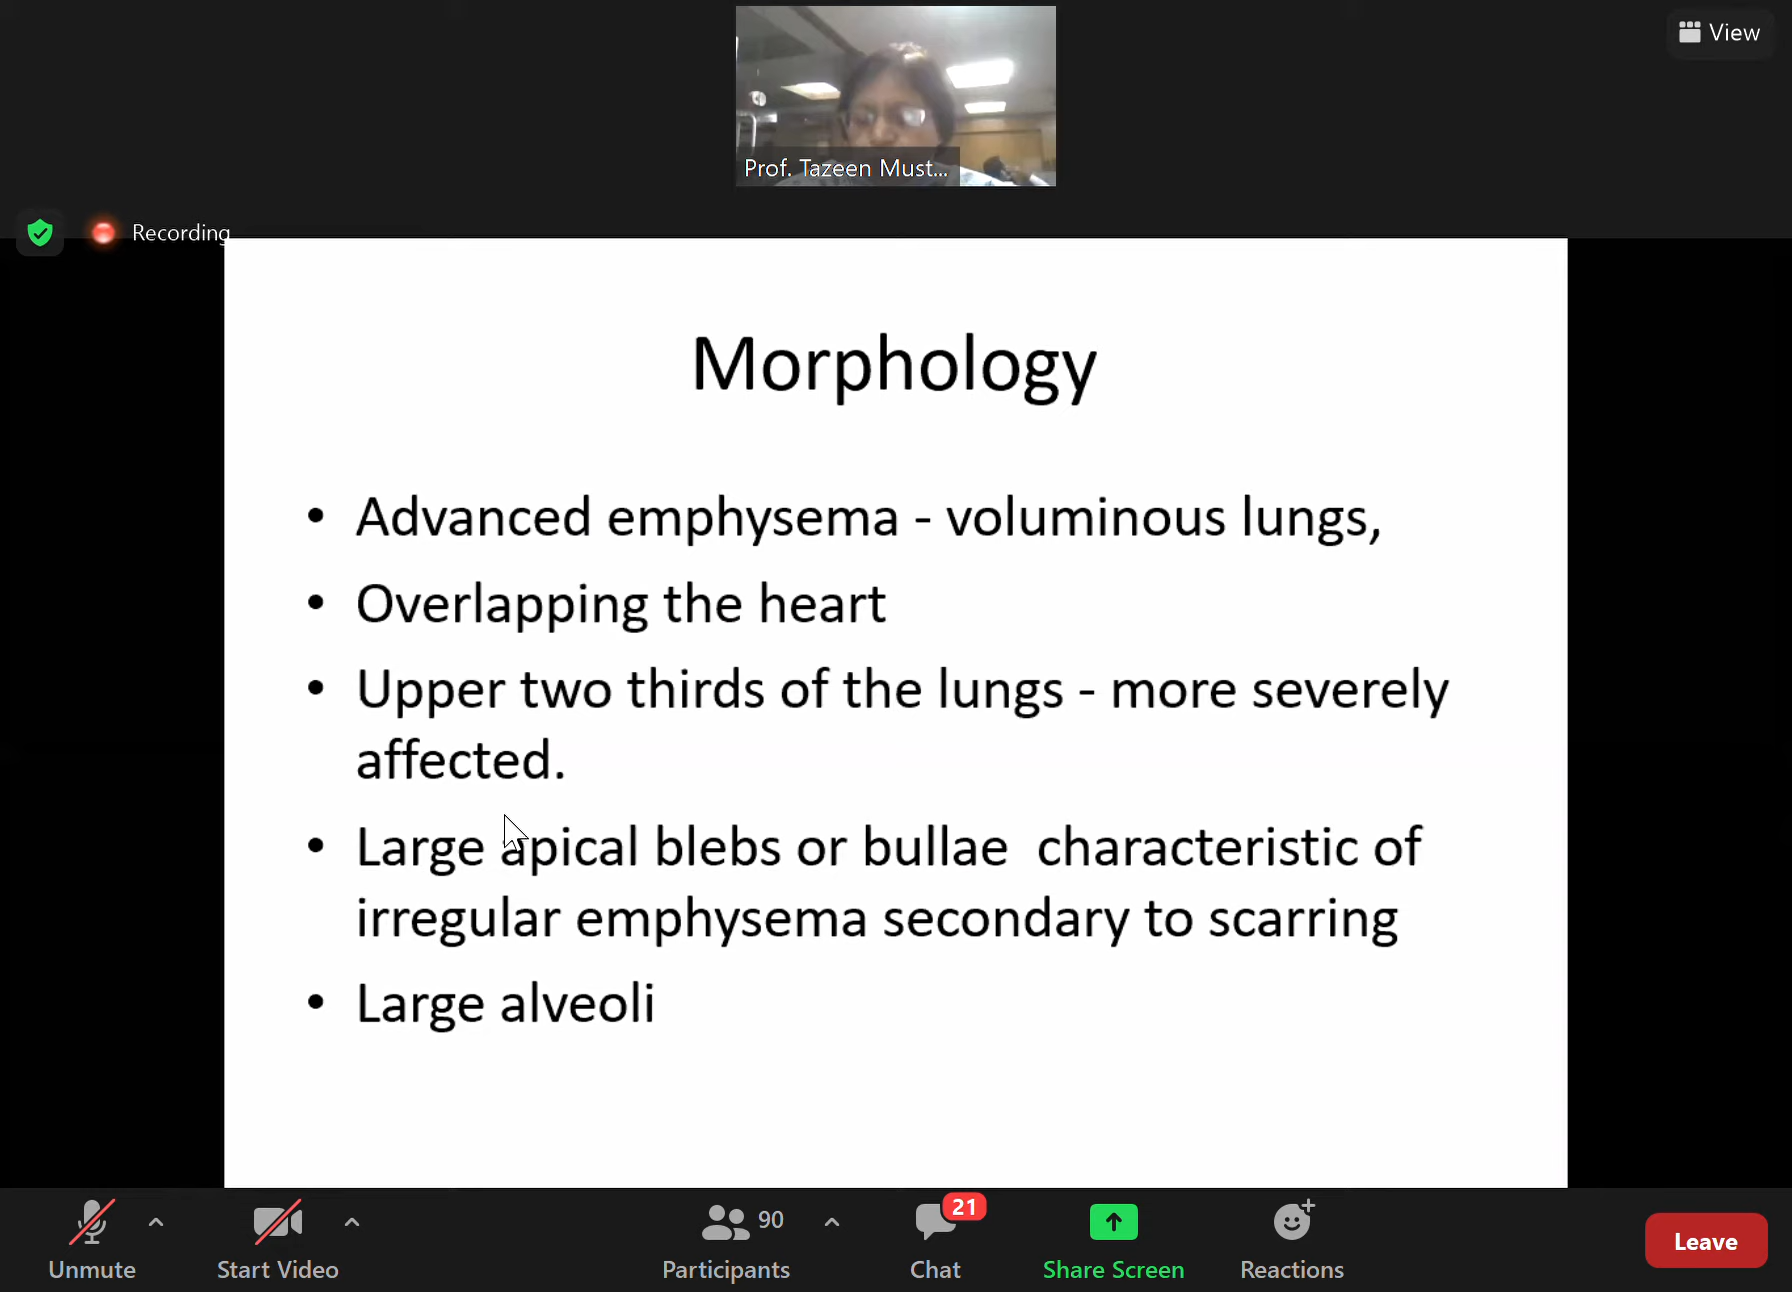 View
Prof. Tazeen Must...
Recording
Morphology
• Advanced emphysema - voluminous lungs,
• Overlapping the heart
• Upper two thirds of the lungs - more severely
affected.
• Large apical blebs or bullae characteristic of
irregular emphysema secondary to scarring
• Large alveoli
90
21
Unmute
Start Video
Participants
Chat
Share Screen
Reactions
Leave